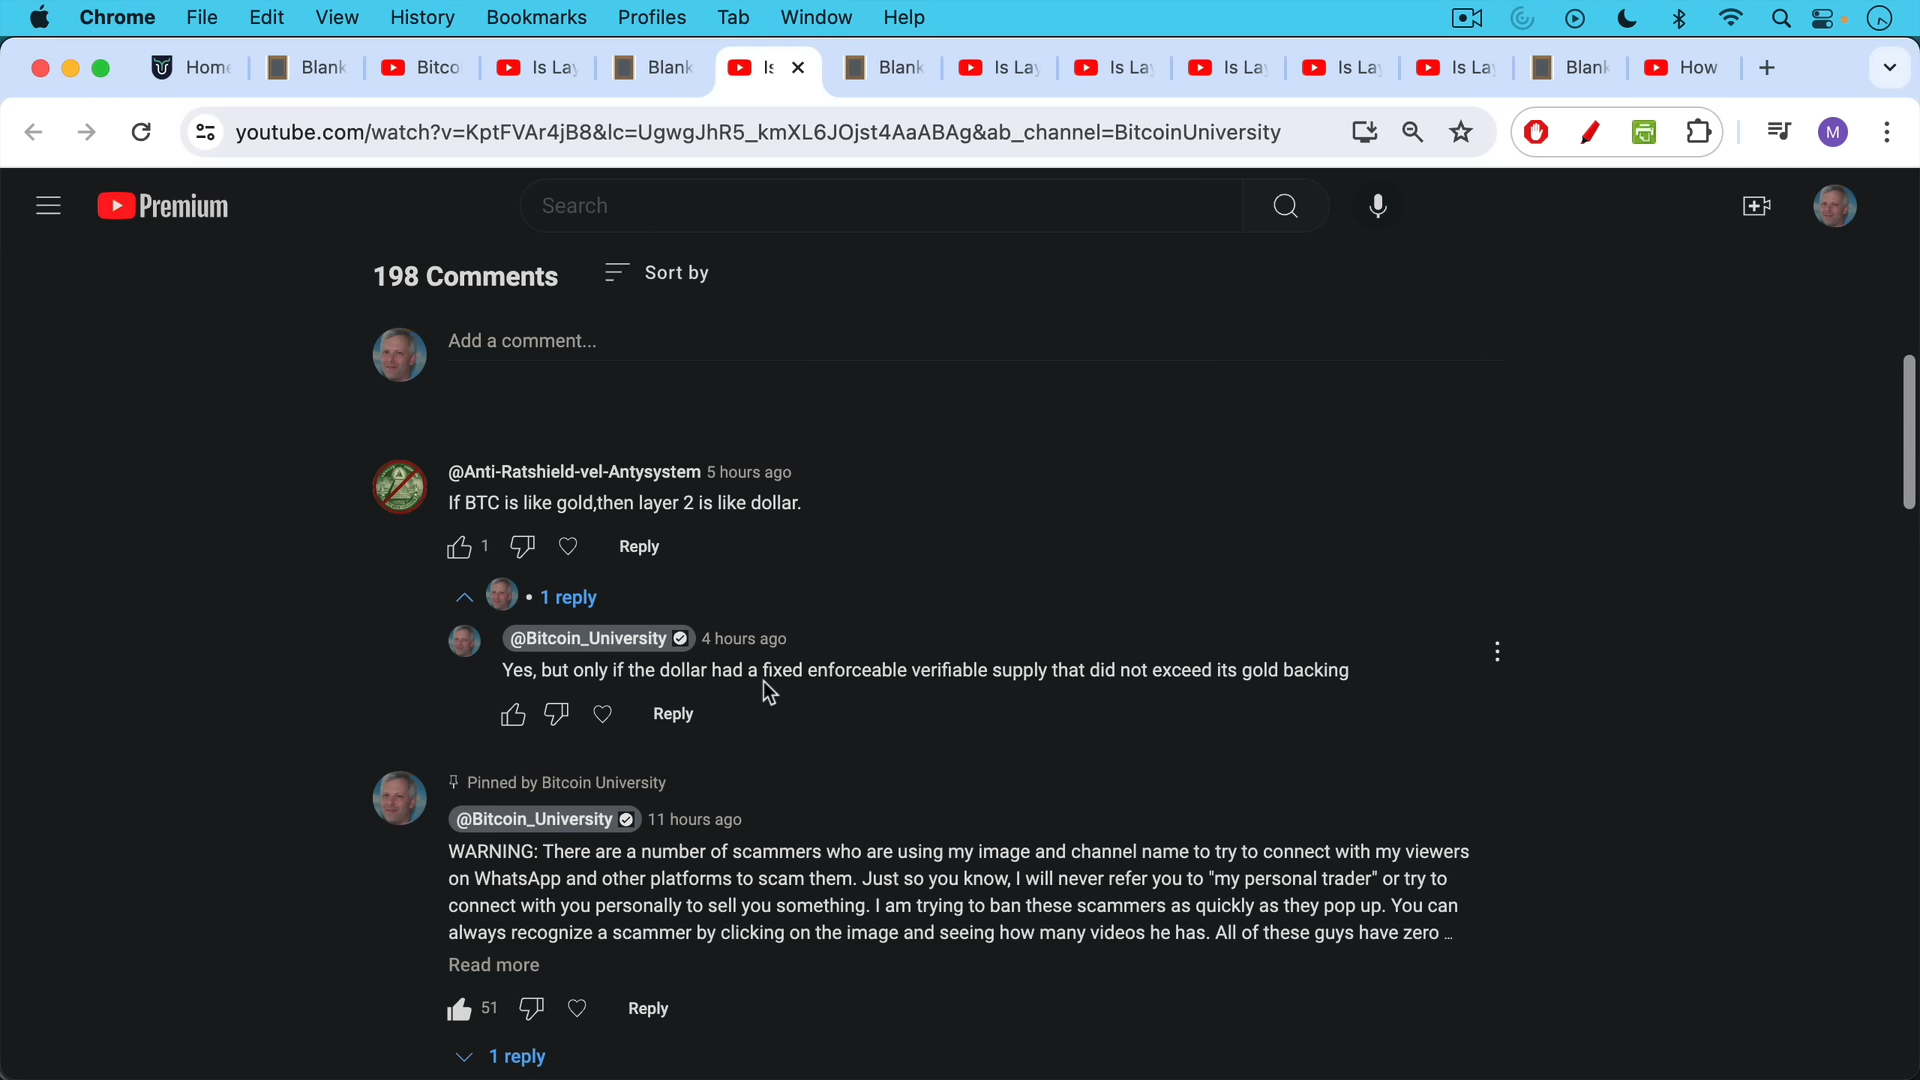 Chrome File Edit View History Bookmarks Profiles Tab Window Help
Home Blank Bitco Is Lay Blank Is Blank Is Lay Is Lay Is Lay Is Lay Is Lay Blank How
youtube.com/watch?v=KptFVAr4jB8&lc=UgwgJhR5_kmXL6JOjst4AaABAg&ab_channel=BitcoinUniversity M
Premium Search
198 Comments Sort by
Add a comment...
@Anti-Ratshield-vel-Antysystem 5 hours ago
If BTC is like gold,then layer 2 is like dollar.
1 Reply
• 1 reply
@Bitcoin_University 4 hours ago
Yes, but only if the dollar had a fixed enforceable verifiable supply that did not exceed its gold backing
Reply
Pinned by Bitcoin University
@Bitcoin_University 11 hours ago
WARNING: There are a number of scammers who are using my image and channel name to try to connect with my viewers
on WhatsApp and other platforms to scam them. Just so you know, I will never refer you to "my personal trader" or try to
connect with you personally to sell you something. I am trying to ban these scammers as quickly as they pop up. You can
always recognize a scammer by clicking on the image and seeing how many videos he has. All of these guys have zero ...
Read more
51 Reply
1 reply